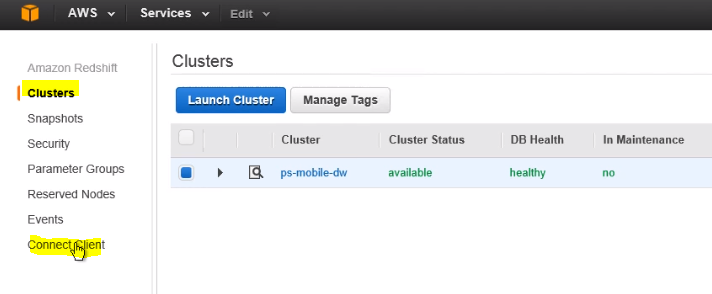 AWS Services Edit
Amazon Redshift
Clusters
Snapshots
Security
Parameter Groups
Reserved Nodes
Events
Connect Client
Clusters
Launch Cluster Manage Tags
Cluster Cluster Status DB Health In Maintenance
ps-mobile-dw available healthy no